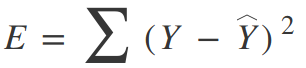 E = ∑ (Y − Ŷ)²